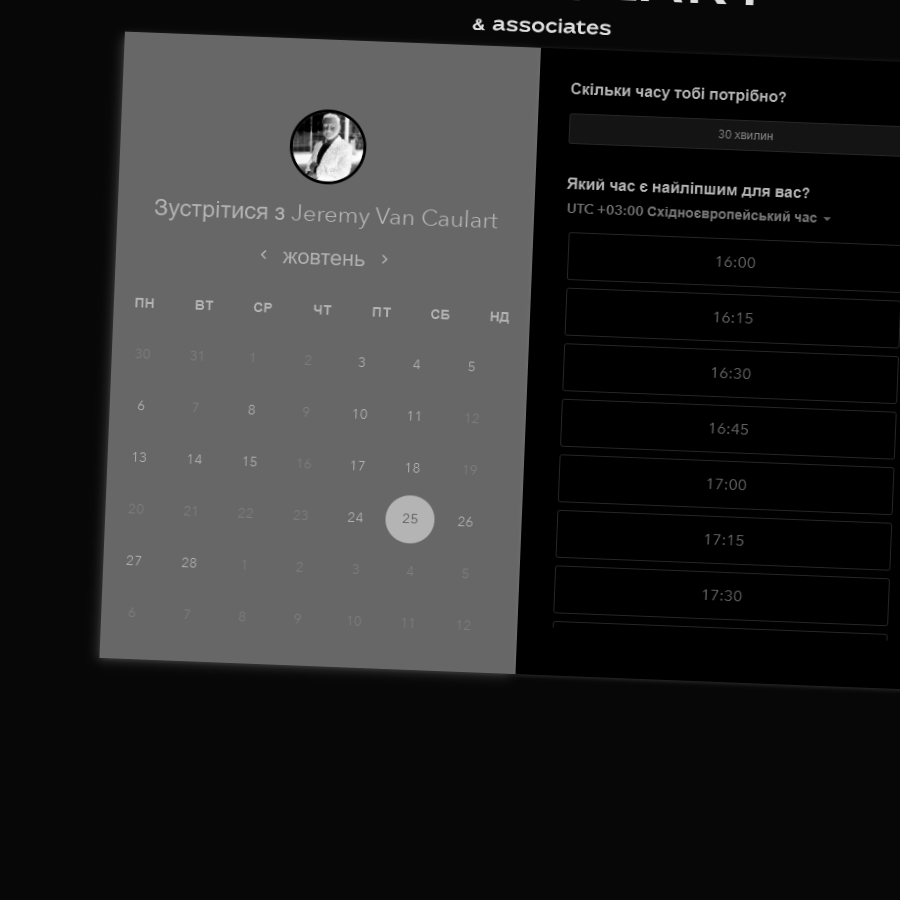 & associates
Зустрітися з Jeremy Van Caulart
жовтень
ПН ВТ СР ЧТ ПТ СБ НД
30 31 1 2 3 4 5
6 7 8 9 10 11 12
13 14 15 16 17 18 19
20 21 22 23 24 25 26
27 28 1 2 3 4 5
6 7 8 9 10 11 12
Скільки часу тобі потрібно?
30 хвилин
Який час є найліпшим для вас?
UTC +03:00 Східноєвропейський час
16:00
16:15
16:30
16:45
17:00
17:15
17:30